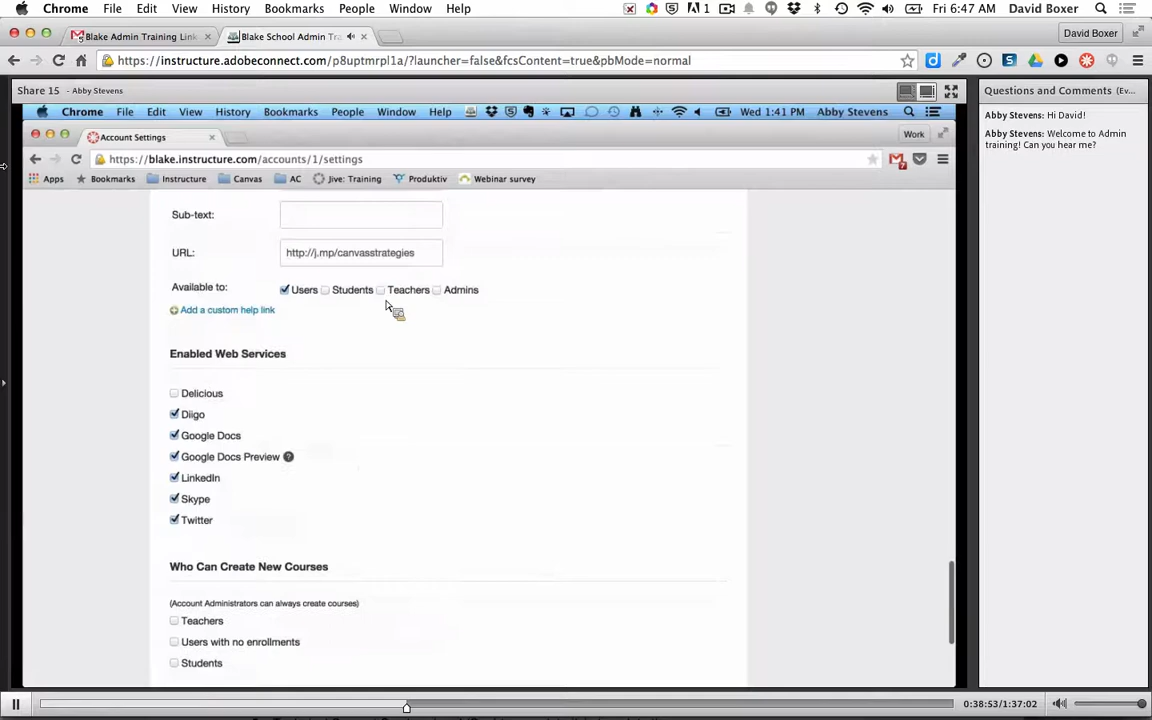 Chrome File Edit View History Bookmarks People Window Help 1 Fri 6:47 AM David Boxer
Blake Admin Training Link Blake School Admin Tra David Boxer
https://instructure.adobeconnect.com/p8uptmrpl1a/?launcher=false&fcsContent=true&pbMode=normal
Share 15 - Abby Stevens
Chrome File Edit View History Bookmarks People Window Help Wed 1:41 PM Abby Stevens
Account Settings Work
https://blake.instructure.com/accounts/1/settings 7
Apps Bookmarks Instructure Canvas AC Jive: Training Produktiv Webinar survey
Sub-text:
URL: http://j.mp/canvasstrategies
Available to: Users Students Teachers Admins
Add a custom help link
Enabled Web Services
Delicious
Diigo
Google Docs
Google Docs Preview ?
LinkedIn
Skype
Twitter
Who Can Create New Courses
(Account Administrators can always create courses)
Teachers
Users with no enrollments
Students
Questions and Comments (Ev...
Abby Stevens: Hi David!
Abby Stevens: Welcome to Admin
training! Can you hear me?
0:38:53/1:37:02